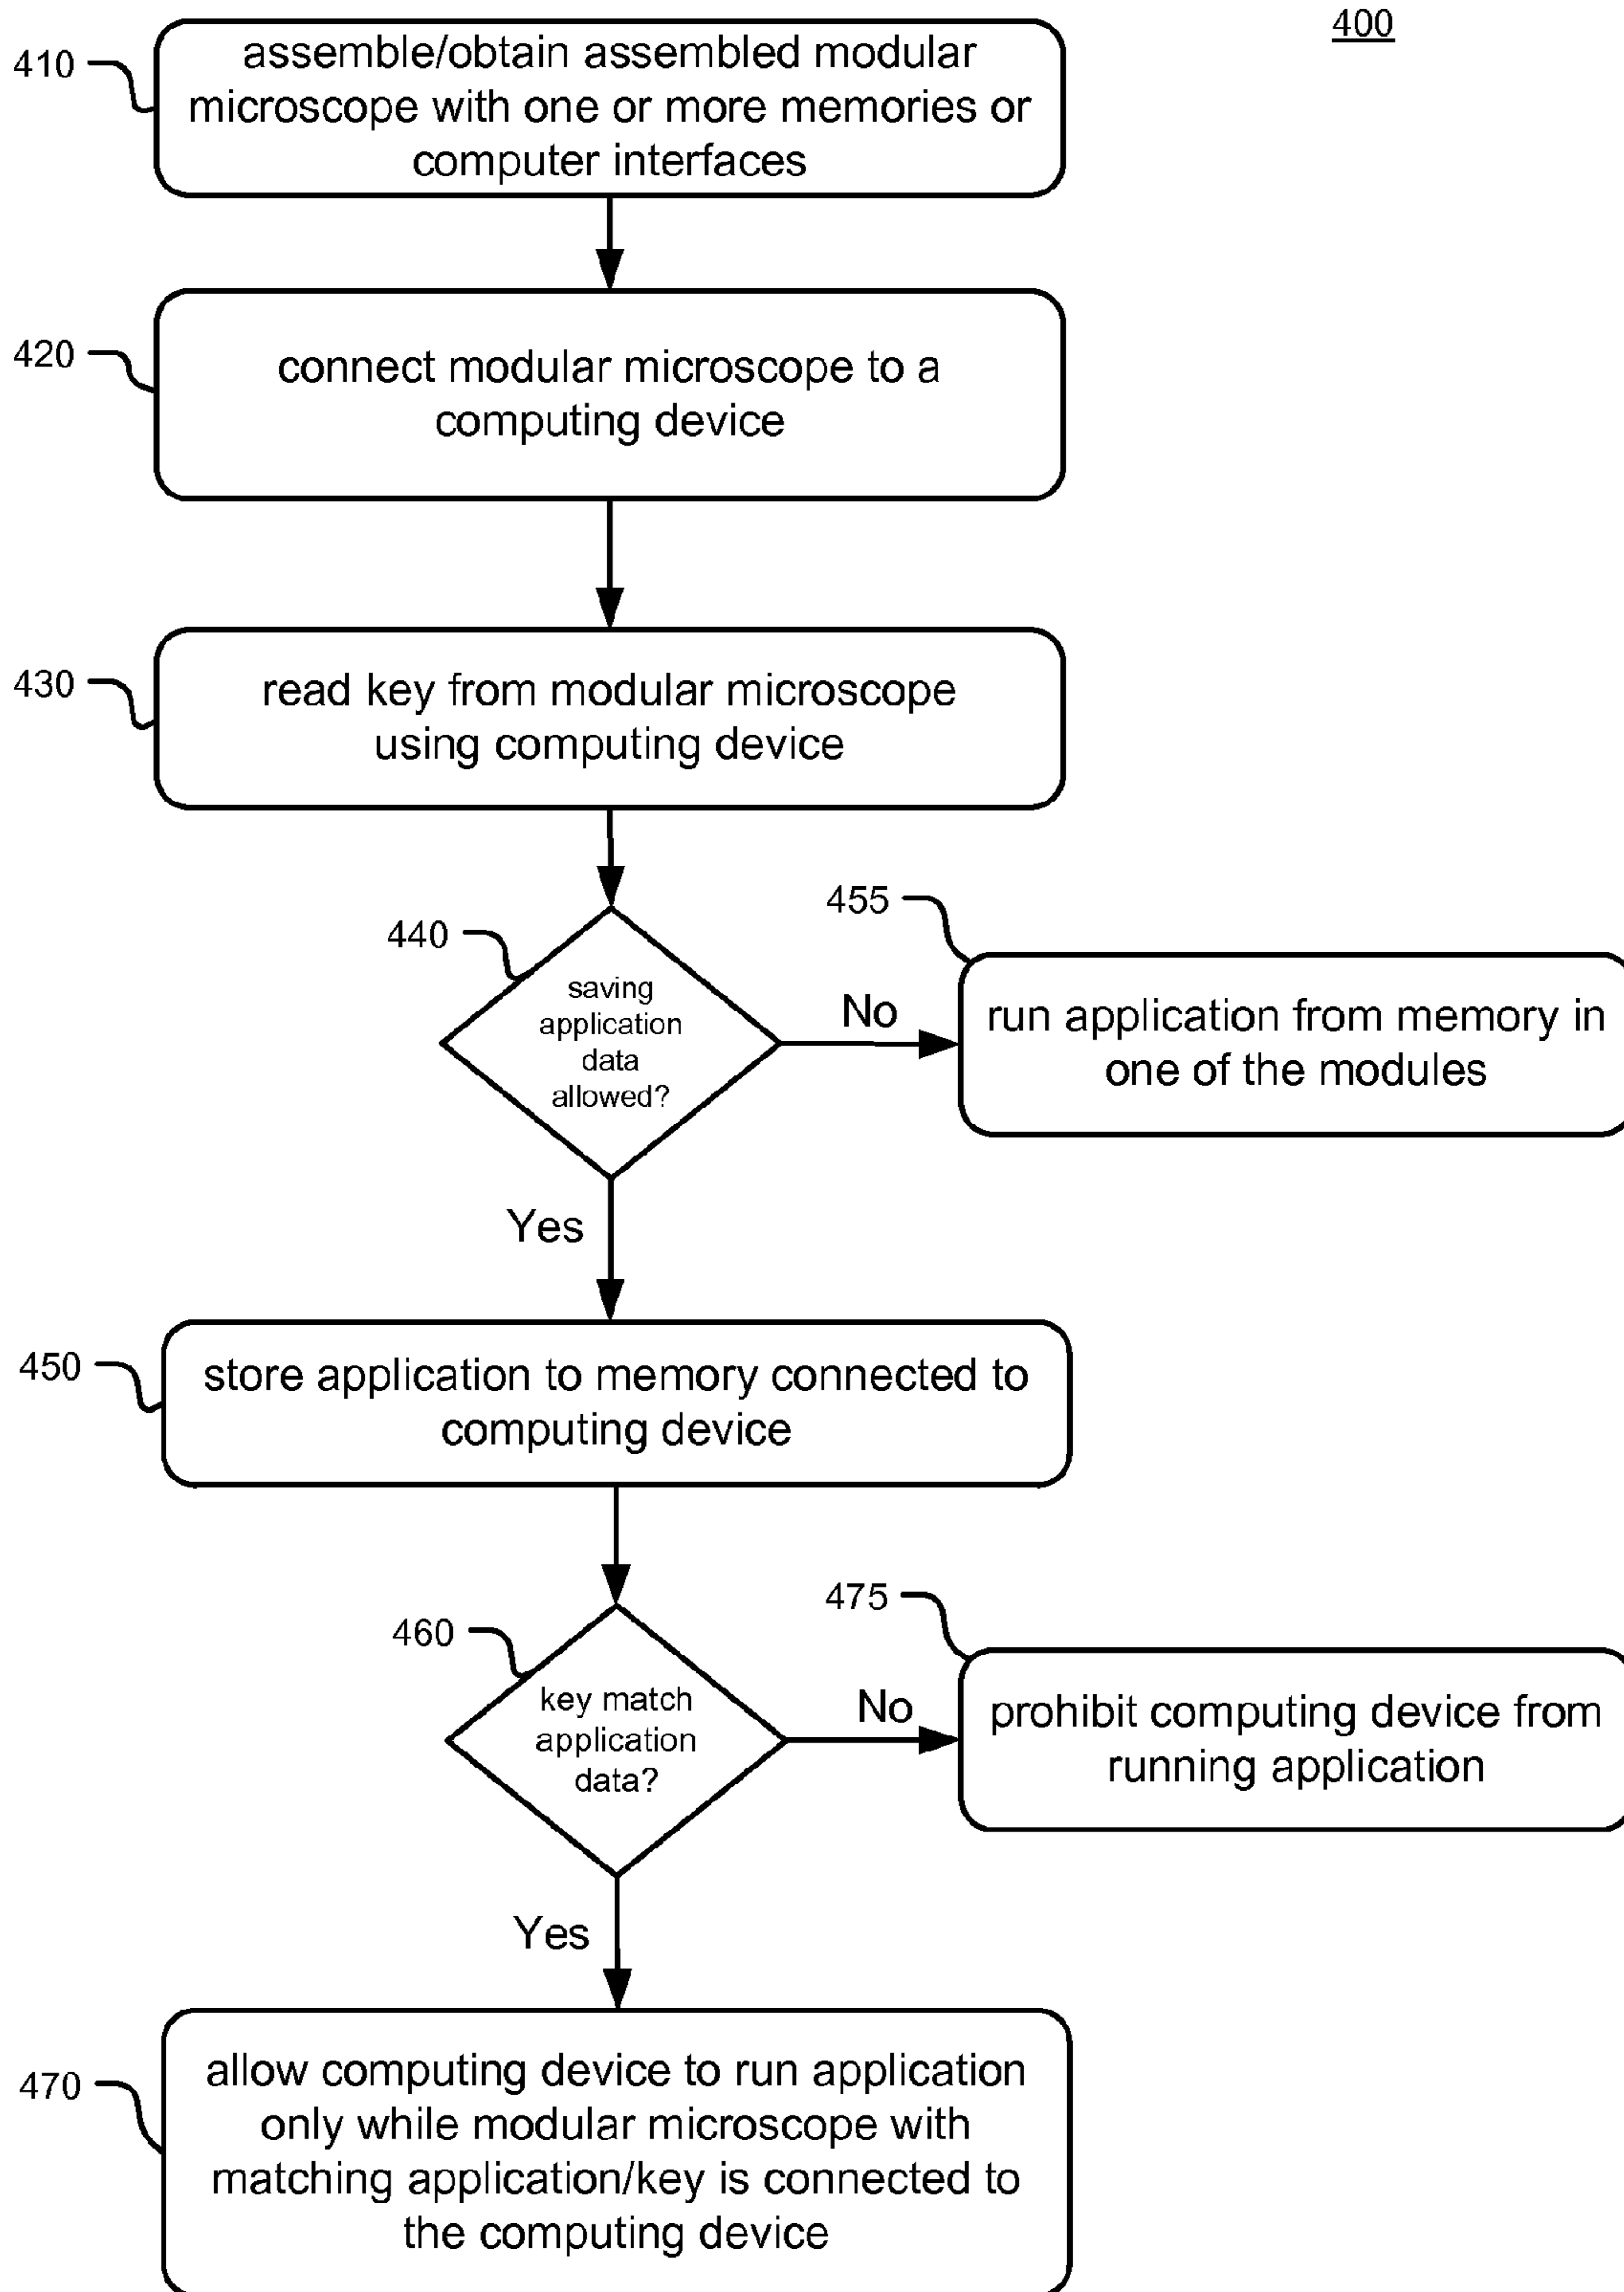 400
410
assemble/obtain assembled modular
microscope with one or more memories or
computer interfaces
420
connect modular microscope to a
computing device
430
read key from modular microscope
using computing device
440
saving
application
data
allowed?
No
455
run application from memory in
one of the modules
Yes
450
store application to memory connected to
computing device
460
key match
application
data?
No
475
prohibit computing device from
running application
Yes
470
allow computing device to run application
only while modular microscope with
matching application/key is connected to
the computing device